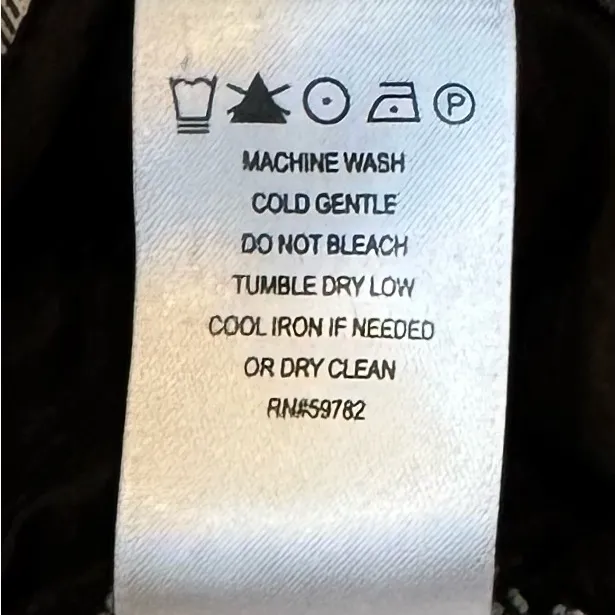 P
MACHINE WASH
COLD GENTLE
DO NOT BLEACH
TUMBLE DRY LOW
COOL IRON IF NEEDED
OR DRY CLEAN
RN#59782